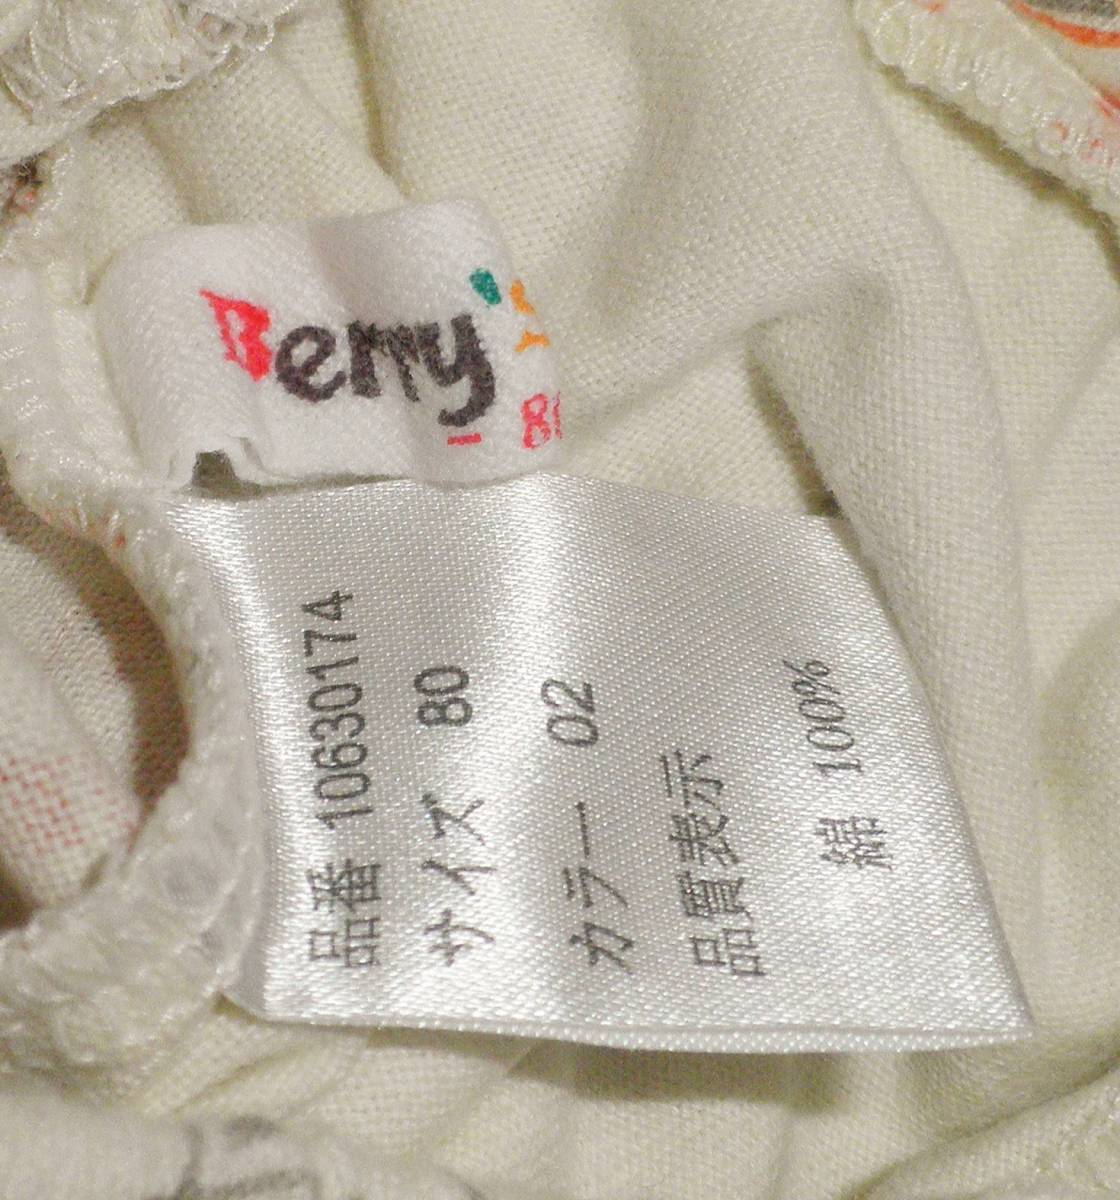 Berry
品番 10630174
サイズ 80
カラー 02
品質表示
綿 100%